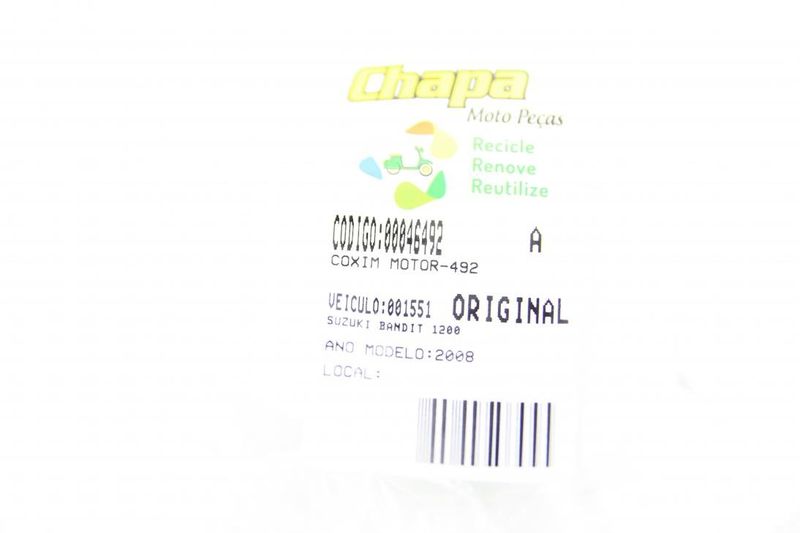 Chapa
Moto Peças
Recicle
Renove
Reutilize
CODIGO:00046492 A
COXIM MOTOR-492
VEICULO:001551 ORIGINAL
SUZUKI BANDIT 1200
ANO MODELO:2008
LOCAL: